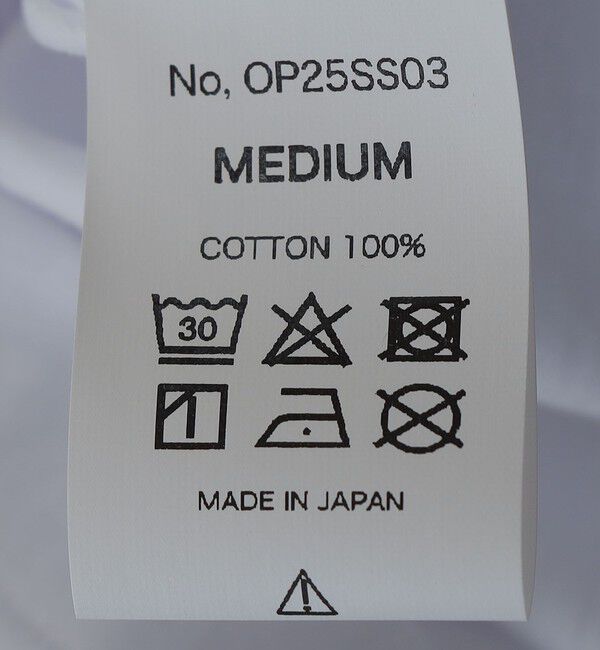 No, OP25SS03
MEDIUM
COTTON 100%
30
MADE IN JAPAN